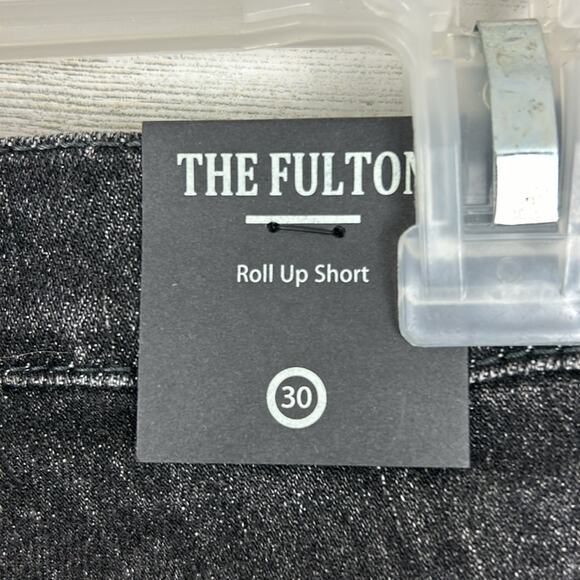 THE FULTON
Roll Up Short
30